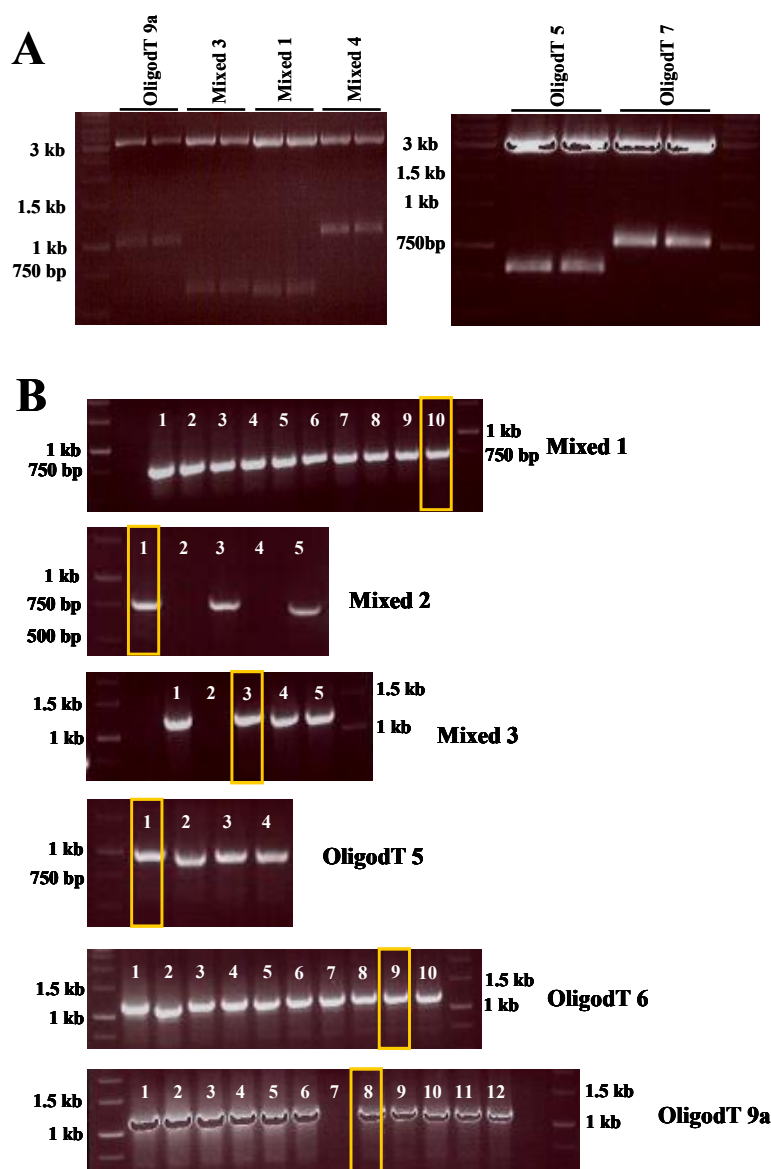 A
OligodT 9a
Mixed 3
Mixed 1
Mixed 4
3 kb
1.5 kb
1 kb
750 bp
OligodT 5
OligodT 7
3 kb
1.5 kb
1 kb
750bp
B
1 2 3 4 5 6 7 8 9 10
1 kb
750 bp
1 kb
750 bp
Mixed 1
1 2 3 4 5
1 kb
750 bp
500 bp
Mixed 2
1 2 3 4 5
1.5 kb
1 kb
1.5 kb
1 kb
Mixed 3
1 2 3 4
1 kb
750 bp
OligodT 5
1 2 3 4 5 6 7 8 9 10
1.5 kb
1 kb
1.5 kb
1 kb
OligodT 6
1 2 3 4 5 6 7 8 9 10 11 12
1.5 kb
1 kb
1.5 kb
1 kb
OligodT 9a